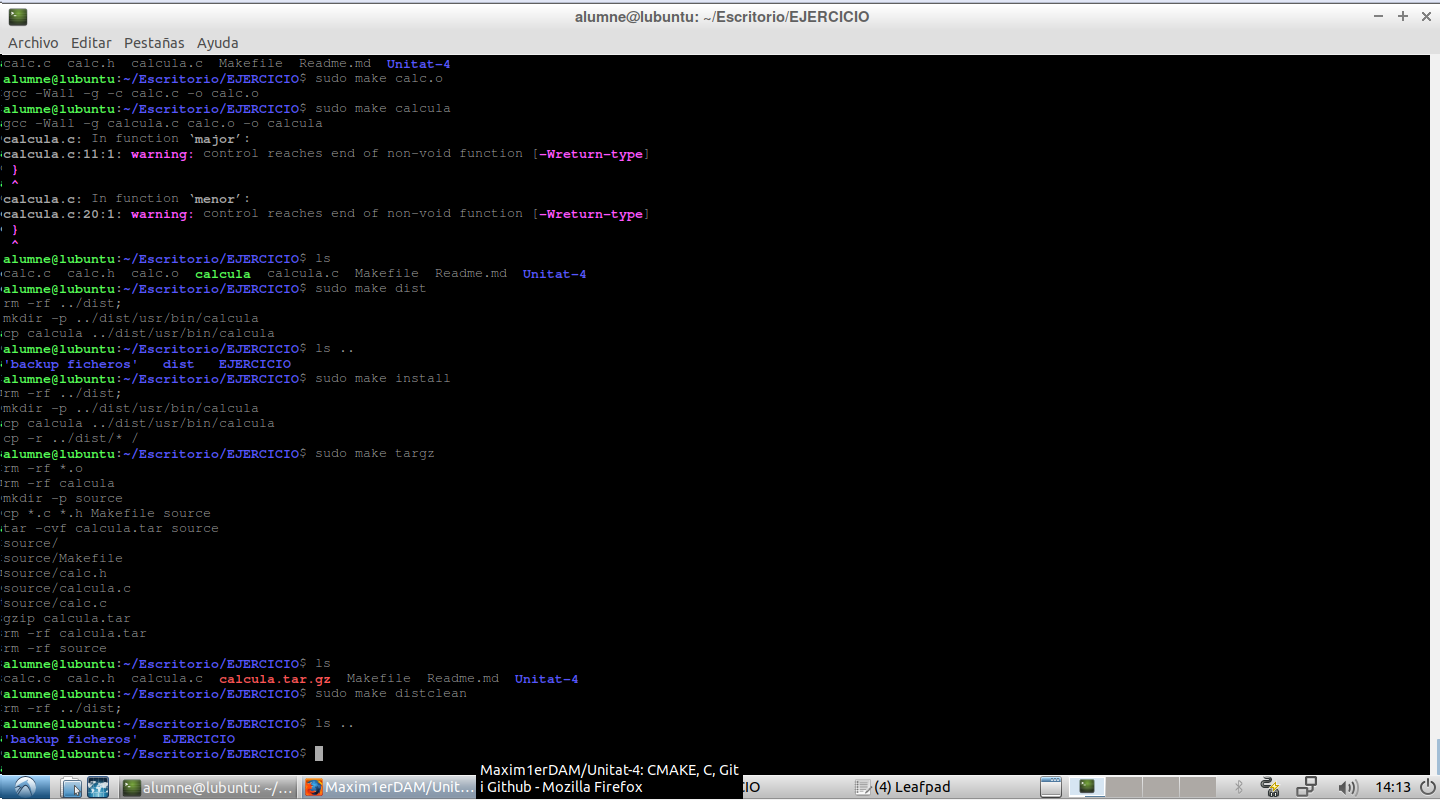 alumne@lubuntu: ~/Escritorio/EJERCICIO
Archivo Editar Pestañas Ayuda
calc.c calc.h calcula.c Makefile Readme.md Unitat-4
alumne@lubuntu:~/Escritorio/EJERCICIO$ sudo make calc.o
gcc -Wall -g -c calc.c -o calc.o
alumne@lubuntu:~/Escritorio/EJERCICIO$ sudo make calcula
gcc -Wall -g calcula.c calc.o -o calcula
calcula.c: In function ‘major’:
calcula.c:11:1: warning: control reaches end of non-void function [-Wreturn-type]
}
^
calcula.c: In function ‘menor’:
calcula.c:20:1: warning: control reaches end of non-void function [-Wreturn-type]
}
^
alumne@lubuntu:~/Escritorio/EJERCICIO$ ls
calc.c calc.h calc.o calcula calcula.c Makefile Readme.md Unitat-4
alumne@lubuntu:~/Escritorio/EJERCICIO$ sudo make dist
rm -rf ../dist;
mkdir -p ../dist/usr/bin/calcula
cp calcula ../dist/usr/bin/calcula
alumne@lubuntu:~/Escritorio/EJERCICIO$ ls ..
'backup ficheros' dist EJERCICIO
alumne@lubuntu:~/Escritorio/EJERCICIO$ sudo make install
rm -rf ../dist;
mkdir -p ../dist/usr/bin/calcula
cp calcula ../dist/usr/bin/calcula
cp -r ../dist/* /
alumne@lubuntu:~/Escritorio/EJERCICIO$ sudo make targz
rm -rf *.o
rm -rf calcula
mkdir -p source
cp *.c *.h Makefile source
tar -cvf calcula.tar source
source/
source/Makefile
source/calc.h
source/calcula.c
source/calc.c
gzip calcula.tar
rm -rf calcula.tar
rm -rf source
alumne@lubuntu:~/Escritorio/EJERCICIO$ ls
calc.c calc.h calcula.c calcula.tar.gz Makefile Readme.md Unitat-4
alumne@lubuntu:~/Escritorio/EJERCICIO$ sudo make distclean
rm -rf ../dist;
alumne@lubuntu:~/Escritorio/EJERCICIO$ ls ..
'backup ficheros' EJERCICIO
alumne@lubuntu:~/Escritorio/EJERCICIO$
Maxim1erDAM/Unitat-4: CMAKE, C, Git
i Github - Mozilla Firefox
alumne@lubuntu: ~/... Maxim1erDAM/Unit... CIO (4) Leafpad 14:13